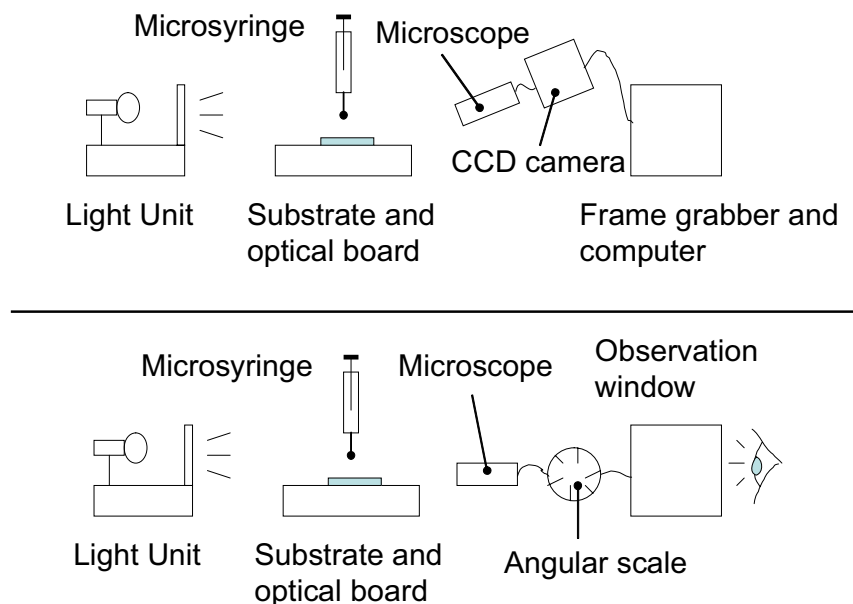 Microsyringe
Microscope
CCD camera
Light Unit
Substrate and
optical board
Frame grabber and
computer
Microsyringe
Microscope
Observation
window
Light Unit
Substrate and
optical board
Angular scale